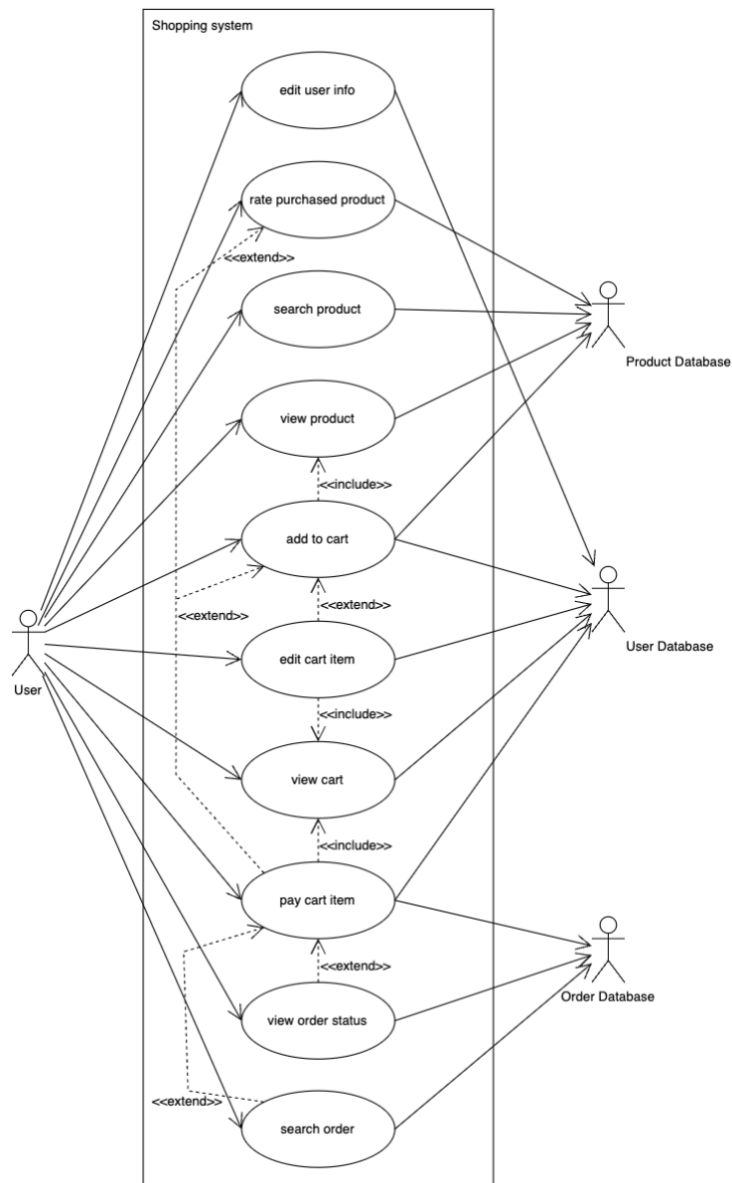 Shopping system
edit user info
rate purchased product
<<extend>>
search product
Product Database
view product
<<include>>
add to cart
<<extend>>
<<extend>>
User
edit cart item
User Database
<<include>>
view cart
<<include>>
pay cart item
<<extend>>
Order Database
view order status
<<extend>>
search order